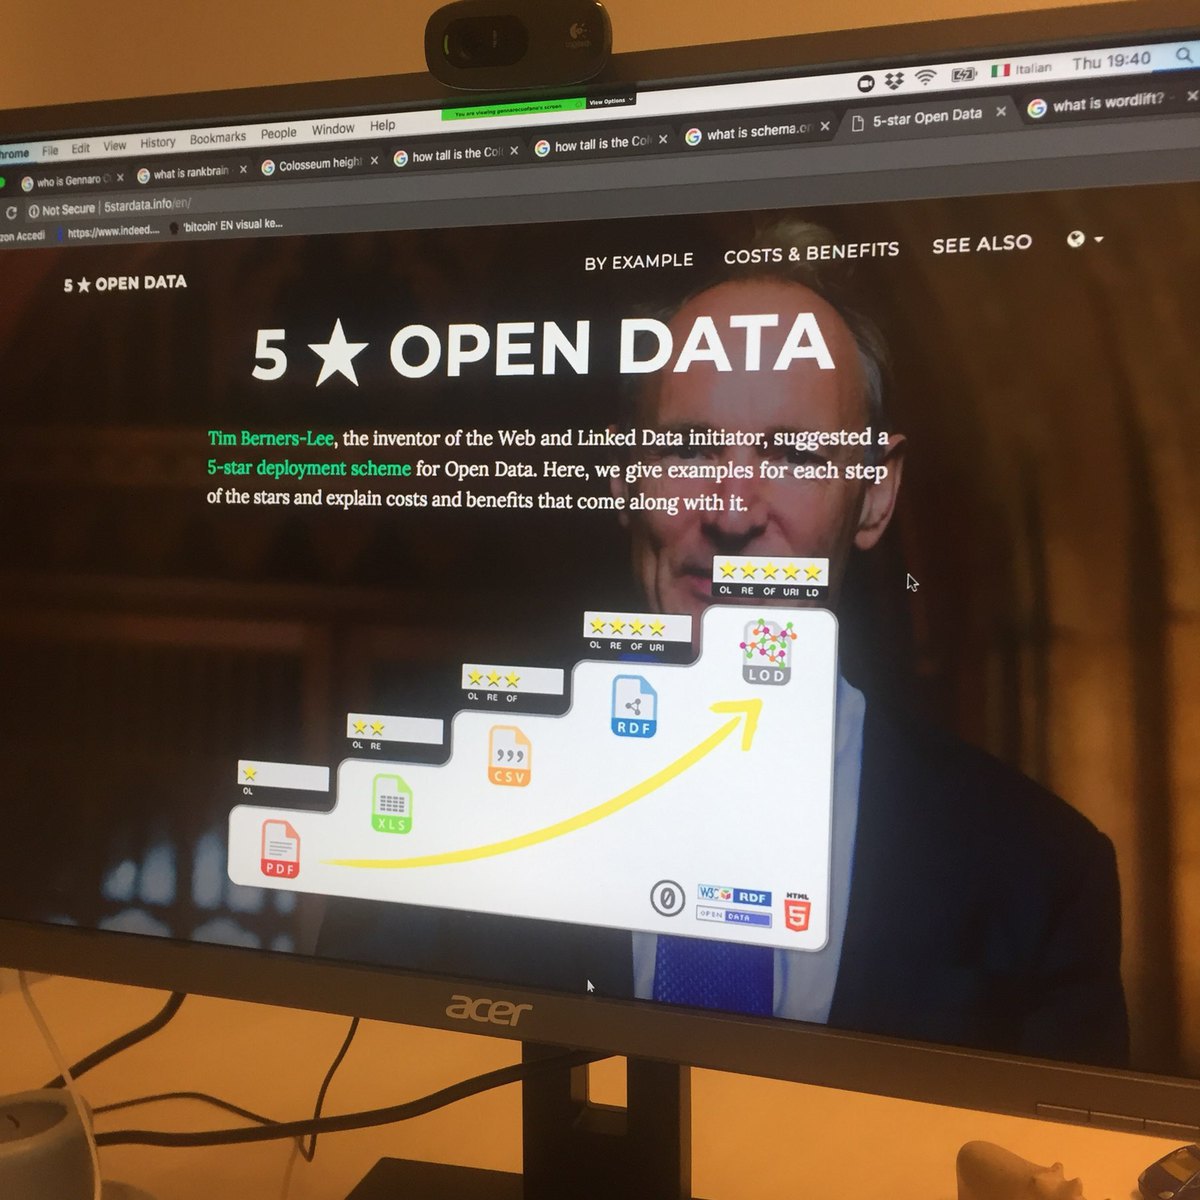 logitech
Chrome File Edit View History Bookmarks People Window Help
You are viewing gennarocuofano's screen
View Options
Italian Thu 19:40
who is Gennaro
what is rankbrain
Colosseum height
how tall is the Col
how tall is the Col
what is schema.or
5-star Open Data
what is wordlift?
Not Secure | 5stardata.info/en/
zon Accedi
https://www.indeed....
'bitcoin' EN visual ke...
5 ★ OPEN DATA
BY EXAMPLE COSTS & BENEFITS SEE ALSO
5 ★ OPEN DATA
Tim Berners-Lee, the inventor of the Web and Linked Data initiator, suggested a
5-star deployment scheme for Open Data. Here, we give examples for each step
of the stars and explain costs and benefits that come along with it.
OL RE OF URI LD
LOD
OL RE OF URI
RDF
OL RE OF
CSV
OL RE
XLS
OL
PDF
W3C RDF
OPEN DATA
HTML
5
acer